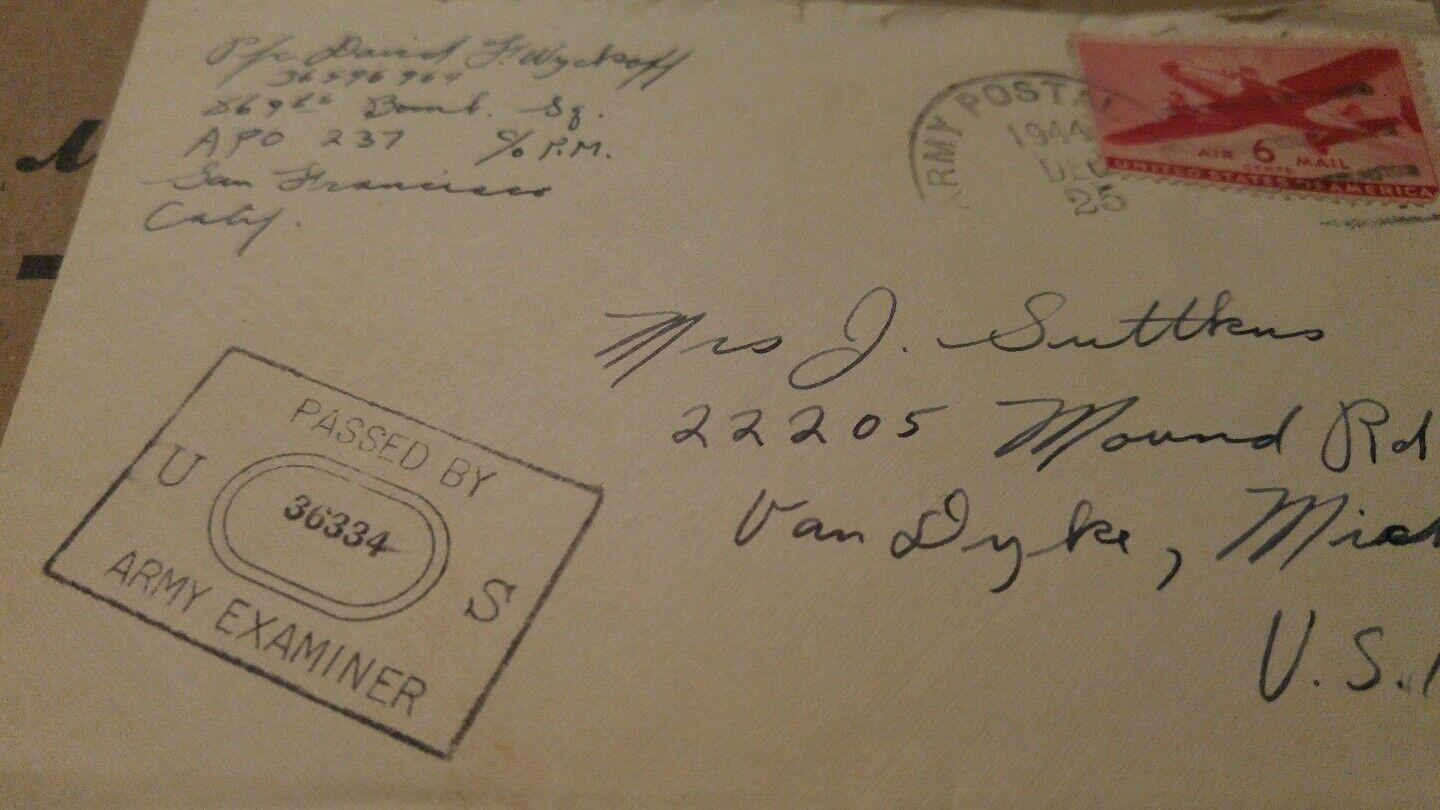 Pfc David F. Wyckoff
36596964
869th Bomb. Sq.
APO 237 c/o P.M.
San Francisco
Calif.
ARMY POSTAL
1944
DEC
25
AIR 6 CENTS MAIL
UNITED STATES OF AMERICA
Mrs J. Suttkus
22205 Mound Rd
Van Dyke, Mich
U.S.
PASSED BY
U 36334 S
ARMY EXAMINER